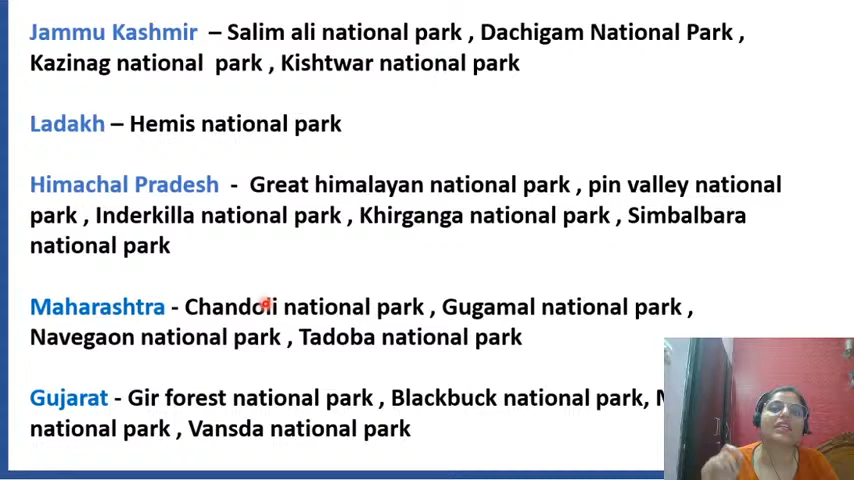 Jammu Kashmir – Salim ali national park , Dachigam National Park ,
Kazinag national park , Kishtwar national park
Ladakh – Hemis national park
Himachal Pradesh - Great himalayan national park , pin valley national
park , Inderkilla national park , Khirganga national park , Simbalbara
national park
Maharashtra - Chandoli national park , Gugamal national park ,
Navegaon national park , Tadoba national park
Gujarat - Gir forest national park , Blackbuck national park,
national park , Vansda national park